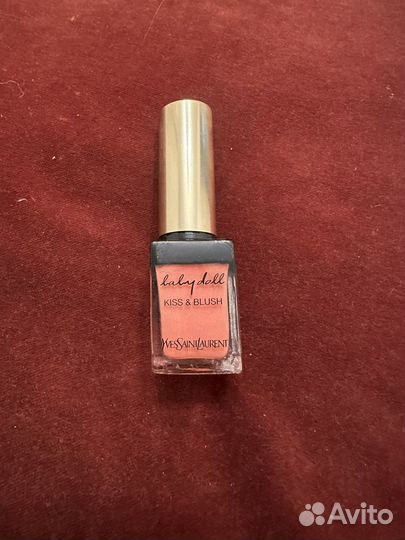 baby doll
KISS & BLUSH
YVESSAINTLAURENT
Avito